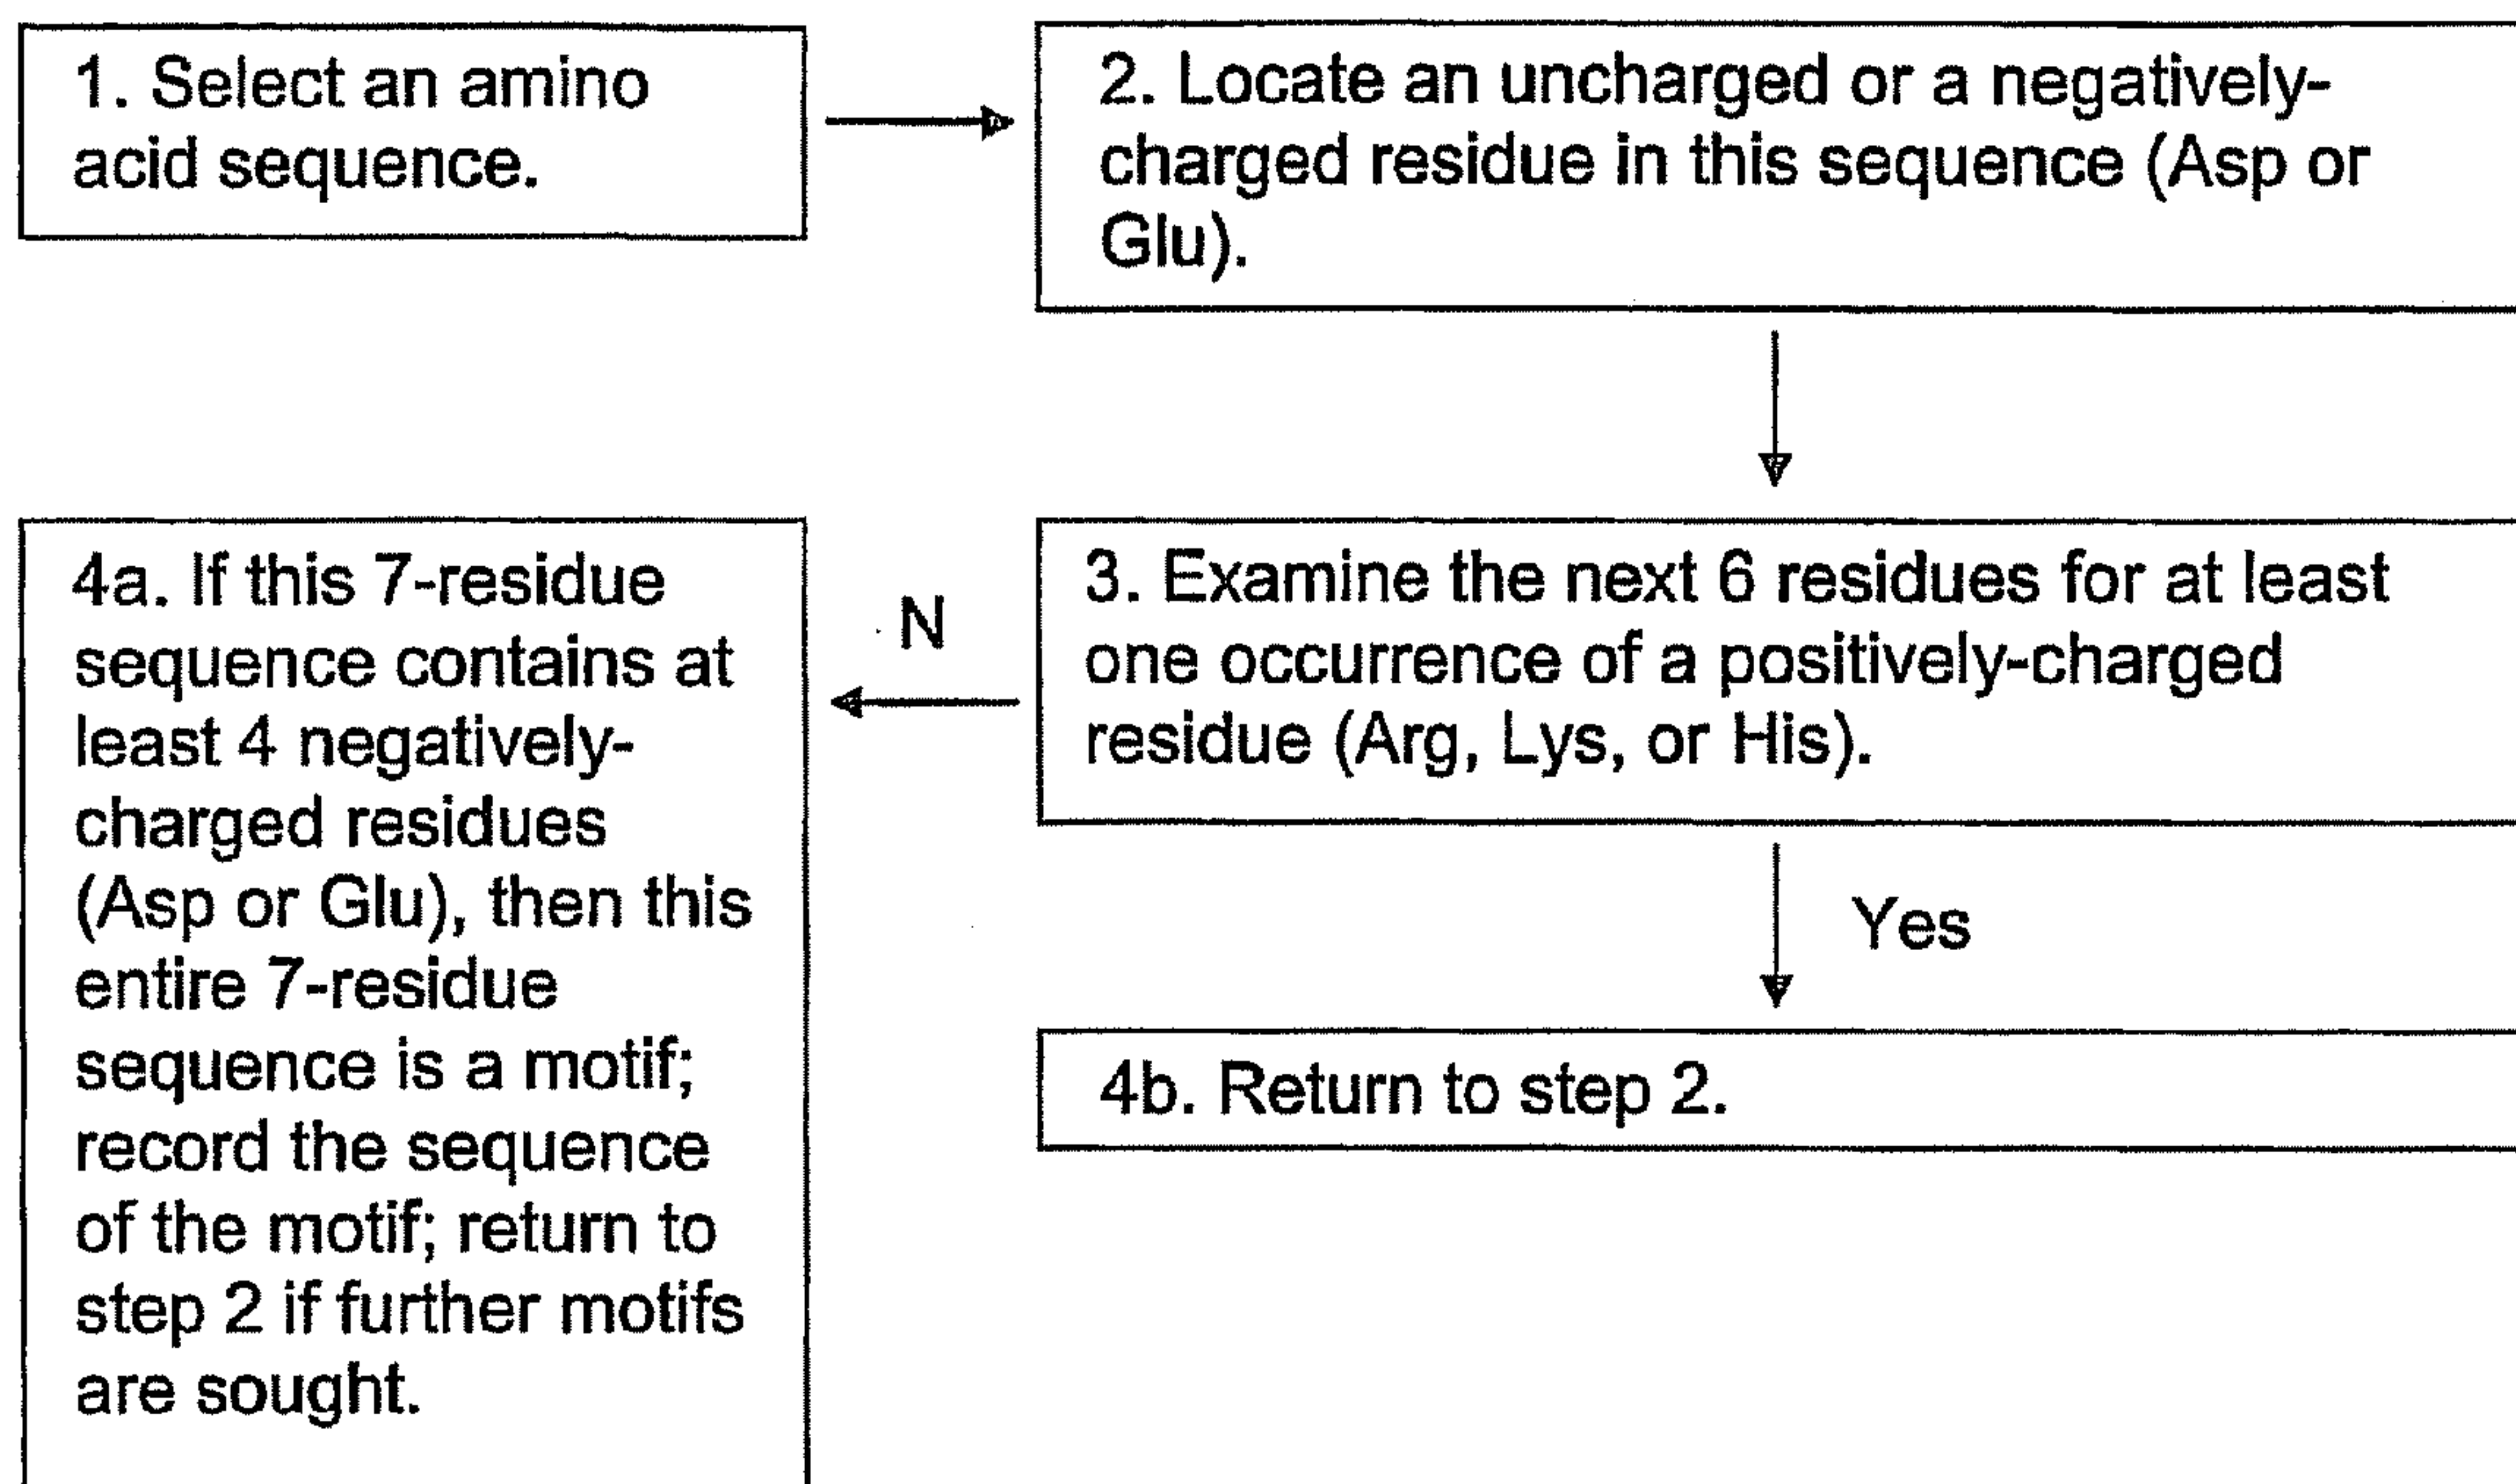 1. Select an amino
acid sequence.
2. Locate an uncharged or a negatively-
charged residue in this sequence (Asp or
Glu).
3. Examine the next 6 residues for at least
one occurrence of a positively-charged
residue (Arg, Lys, or His).
N
4a. If this 7-residue
sequence contains at
least 4 negatively-
charged residues
(Asp or Glu), then this
entire 7-residue
sequence is a motif;
record the sequence
of the motif; return to
step 2 if further motifs
are sought.
Yes
4b. Return to step 2.